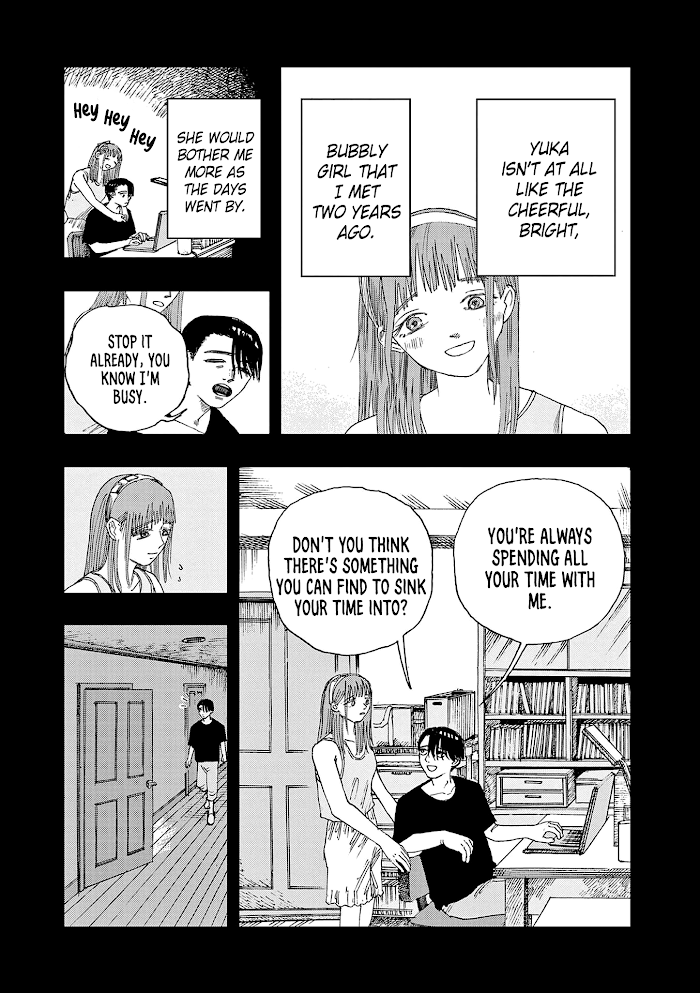 YUKA
ISN'T AT ALL
LIKE THE
CHEERFUL,
BRIGHT,
BUBBLY
GIRL THAT
I MET
TWO YEARS
AGO.
SHE WOULD
BOTHER ME
MORE AS
THE DAYS
WENT BY.
HEY HEY HEY
STOP IT
ALREADY, YOU
KNOW I'M
BUSY.
YOU'RE ALWAYS
SPENDING ALL
YOUR TIME WITH
ME.
DON'T YOU THINK
THERE'S SOMETHING
YOU CAN FIND TO SINK
YOUR TIME INTO?